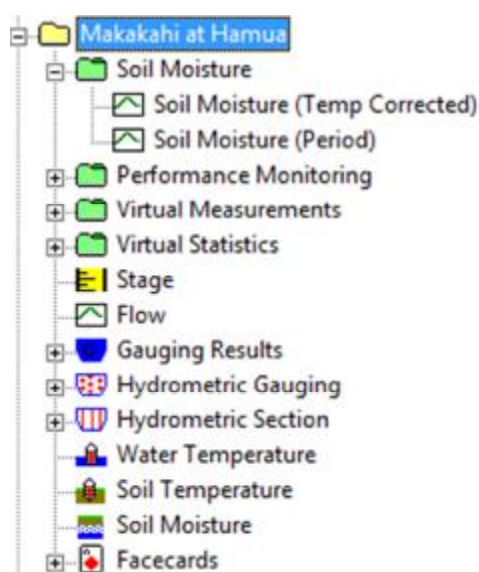 Makakahi at Hamua
Soil Moisture
Soil Moisture (Temp Corrected)
Soil Moisture (Period)
Performance Monitoring
Virtual Measurements
Virtual Statistics
Stage
Flow
Gauging Results
Hydrometric Gauging
Hydrometric Section
Water Temperature
Soil Temperature
Soil Moisture
Facecards